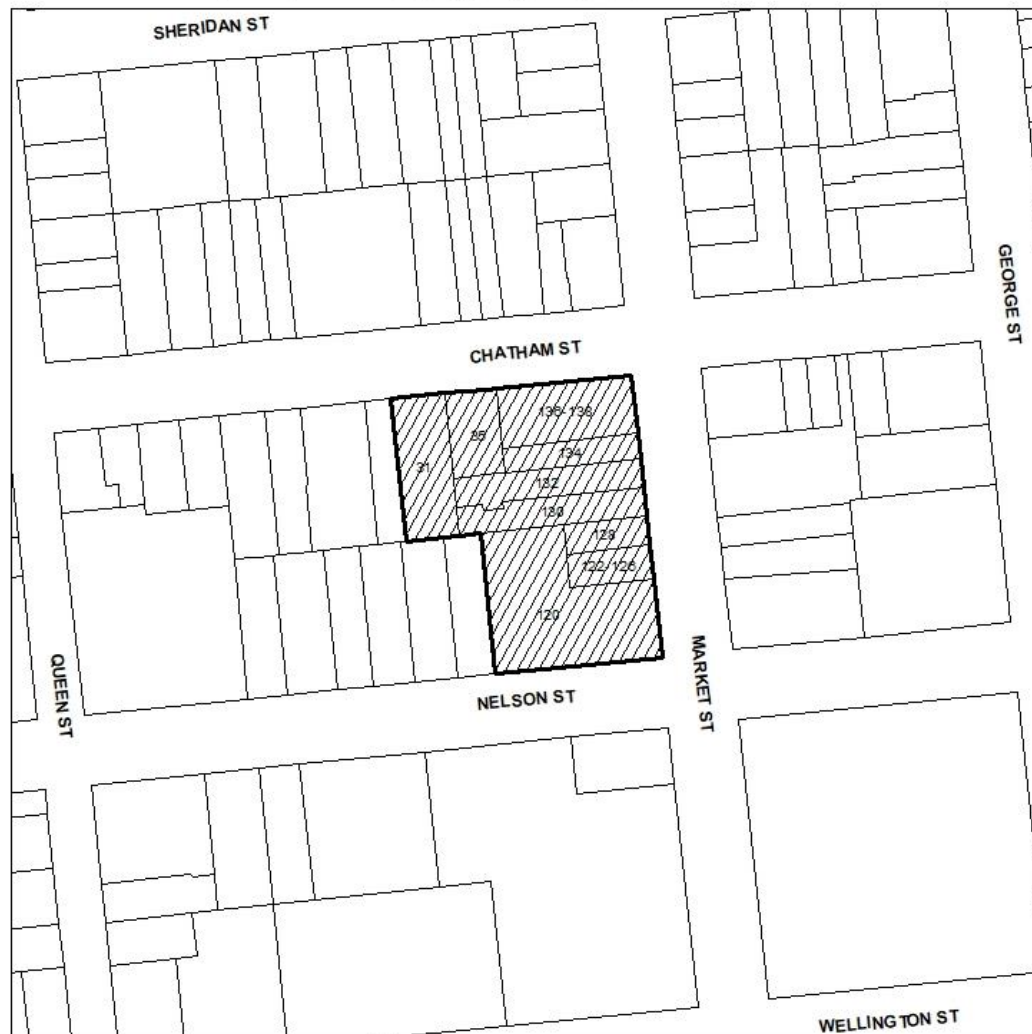 SHERIDAN ST
GEORGE ST
CHATHAM ST
136-138
35
134
31
132
130
128
122-126
120
QUEEN ST
MARKET ST
NELSON ST
WELLINGTON ST